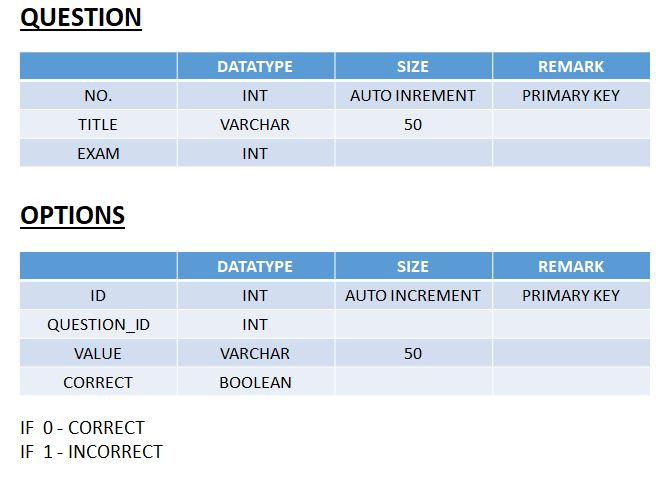 QUESTION
DATATYPE SIZE REMARK
NO. INT AUTO INREMENT PRIMARY KEY
TITLE VARCHAR 50
EXAM INT
OPTIONS
DATATYPE SIZE REMARK
ID INT AUTO INCREMENT PRIMARY KEY
QUESTION_ID INT
VALUE VARCHAR 50
CORRECT BOOLEAN
IF 0 - CORRECT
IF 1 - INCORRECT